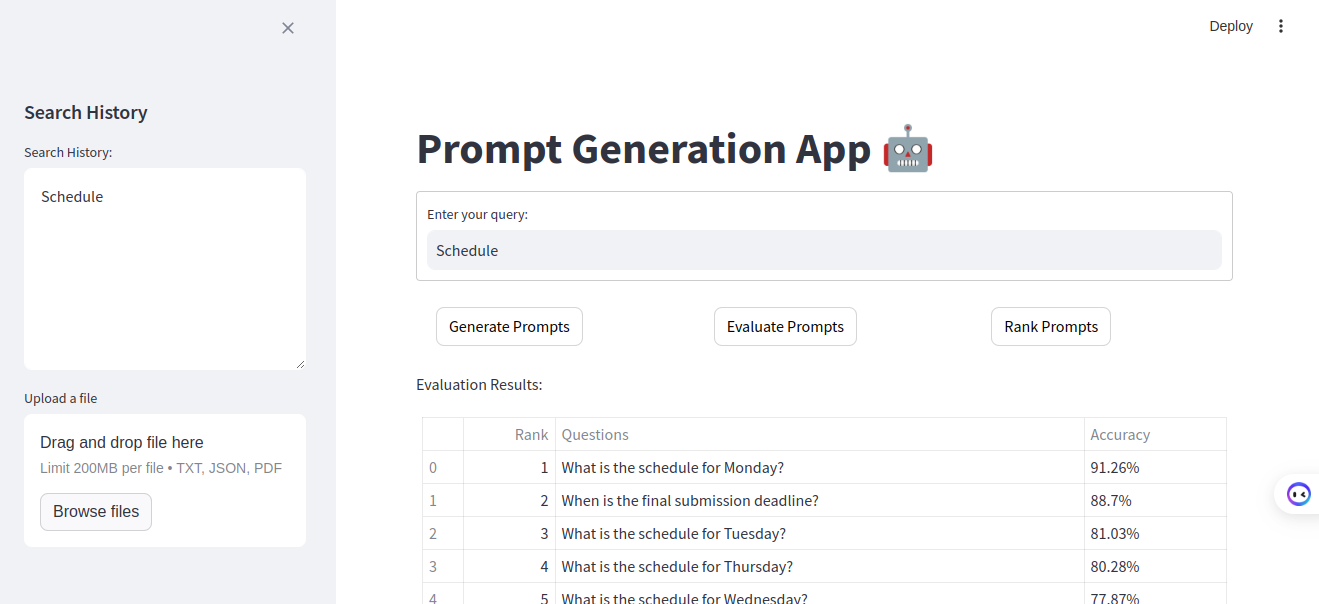 Deploy
Search History
Search History:
Schedule
Upload a file
Drag and drop file here
Limit 200MB per file • TXT, JSON, PDF
Browse files
Prompt Generation App 🤖
Enter your query:
Schedule
Generate Prompts Evaluate Prompts Rank Prompts
Evaluation Results:
Rank Questions Accuracy
0 1 What is the schedule for Monday? 91.26%
1 2 When is the final submission deadline? 88.7%
2 3 What is the schedule for Tuesday? 81.03%
3 4 What is the schedule for Thursday? 80.28%
4 5 What is the schedule for Wednesday? 77.87%